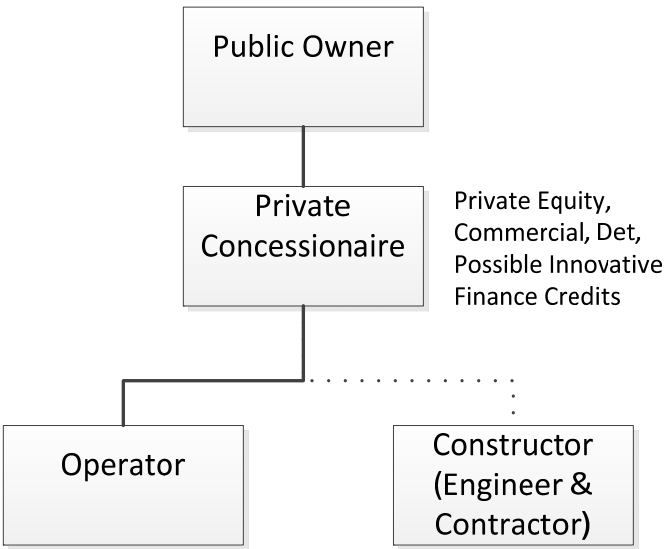 Public Owner
Private
Concessionaire
Private Equity,
Commercial, Det,
Possible Innovative
Finance Credits
Operator
Constructor
(Engineer &
Contractor)